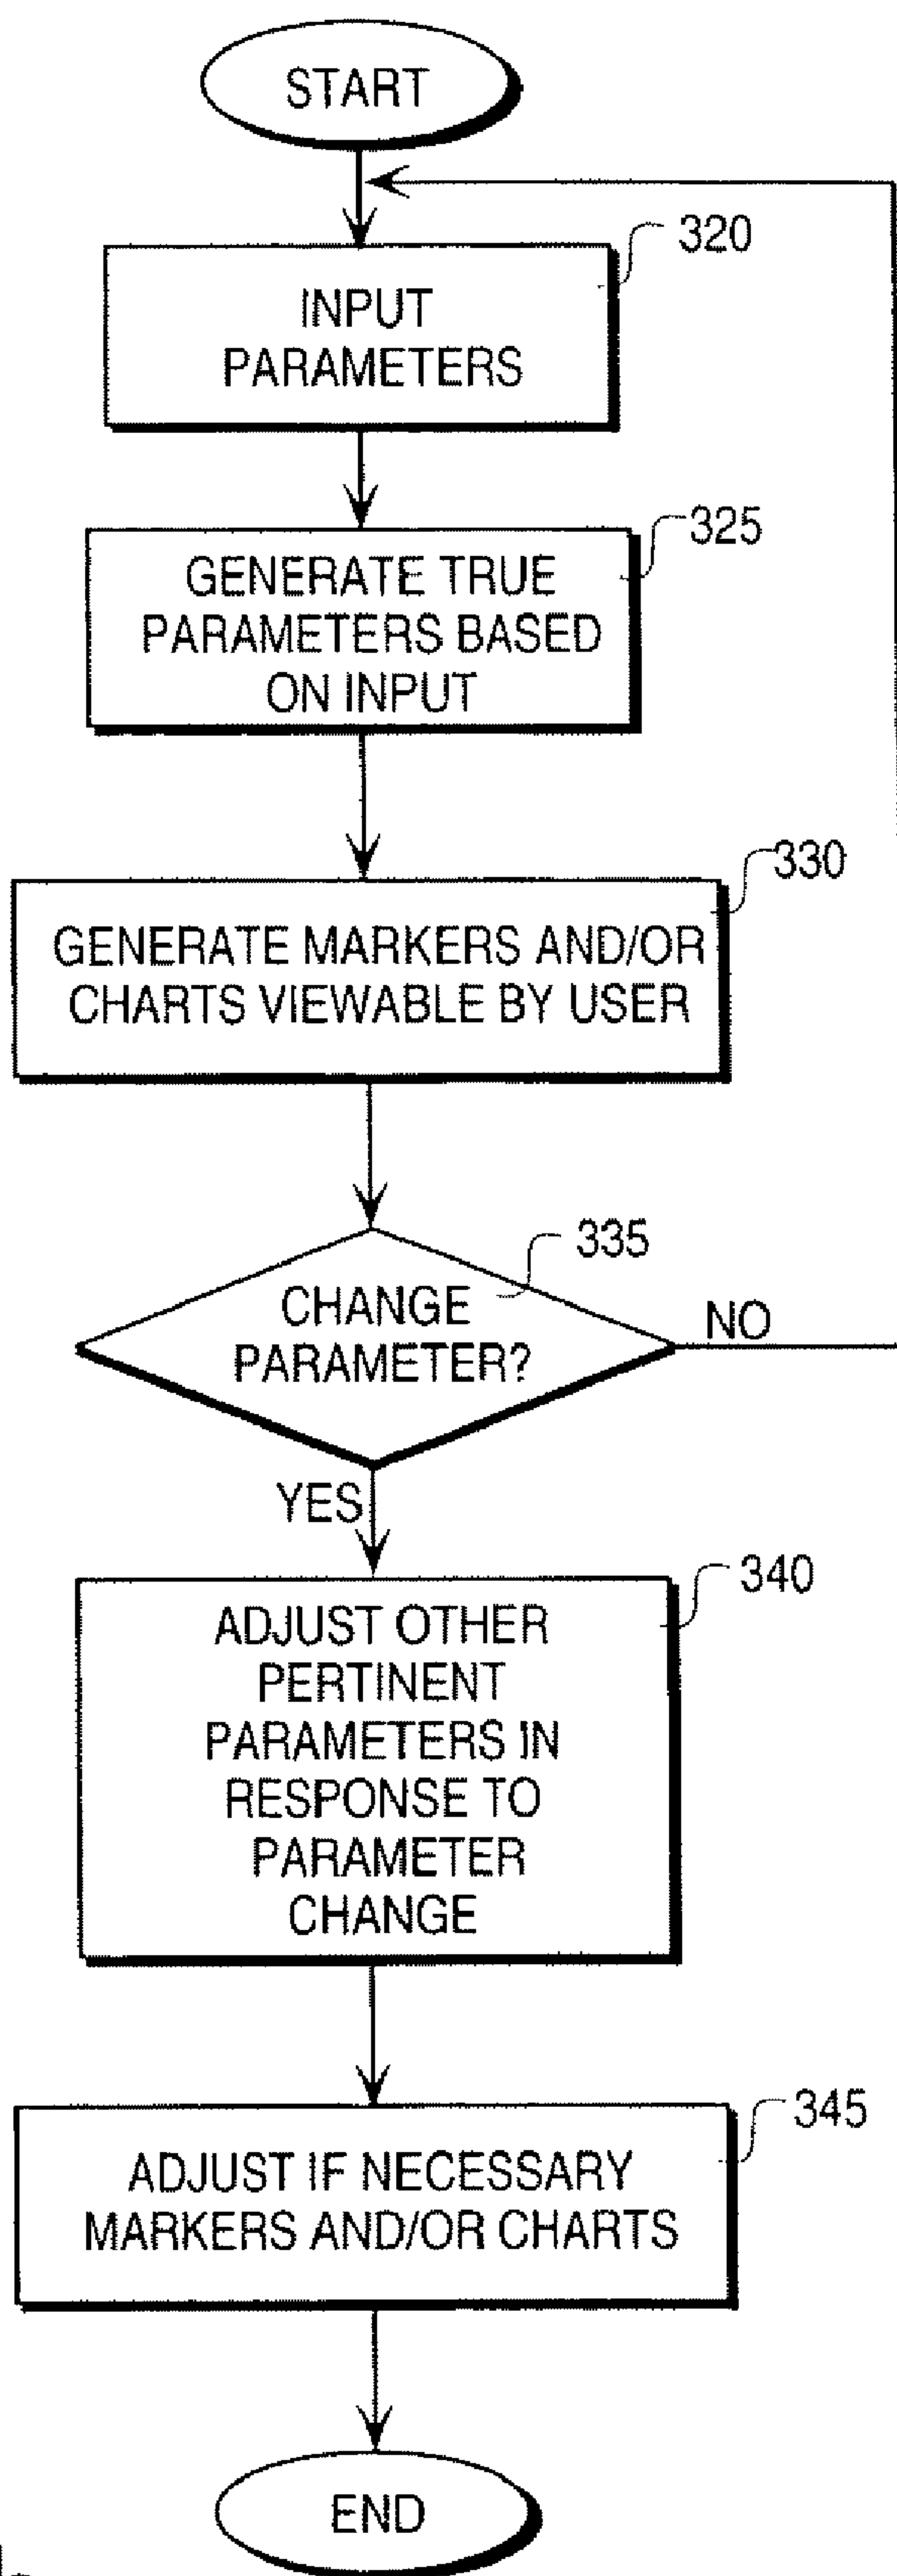 START
320
INPUT
PARAMETERS
325
GENERATE TRUE
PARAMETERS BASED
ON INPUT
330
GENERATE MARKERS AND/OR
CHARTS VIEWABLE BY USER
335
CHANGE
PARAMETER?
NO
YES
340
ADJUST OTHER
PERTINENT
PARAMETERS IN
RESPONSE TO
PARAMETER
CHANGE
345
ADJUST IF NECESSARY
MARKERS AND/OR CHARTS
END